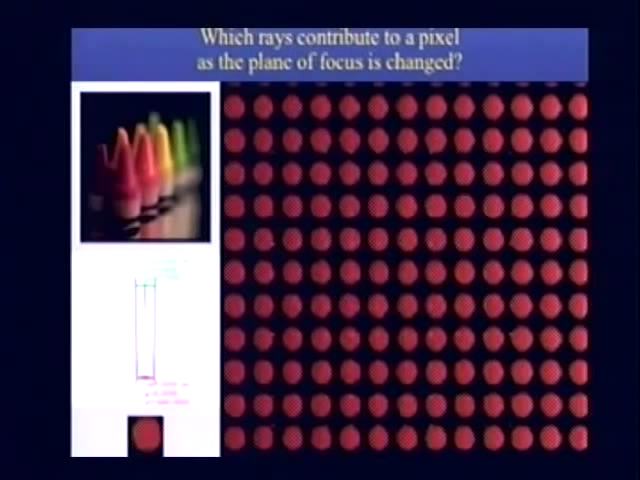 Which rays contribute to a pixel
as the plane of focus is changed?